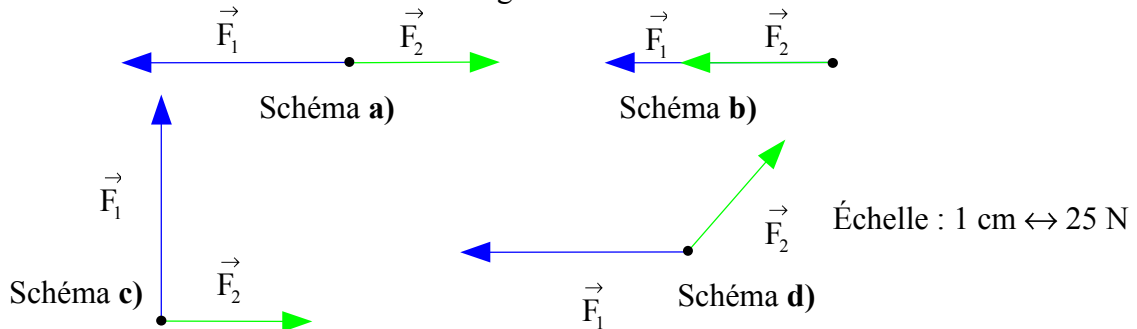 F₁ F₂ F₁ F₂
Schéma a) Schéma b)
F₁
F₂ Échelle : 1 cm ↔ 25 N
Schéma c) F₂ F₁ Schéma d)